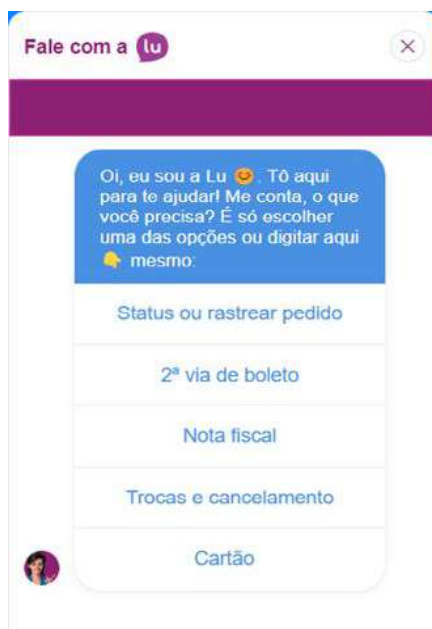 Fale com a lu
Oi, eu sou a Lu 😊 . Tô aqui
para te ajudar! Me conta, o que
você precisa? É só escolher
uma das opções ou digitar aqui
👇 mesmo:
Status ou rastrear pedido
2ª via de boleto
Nota fiscal
Trocas e cancelamento
Cartão